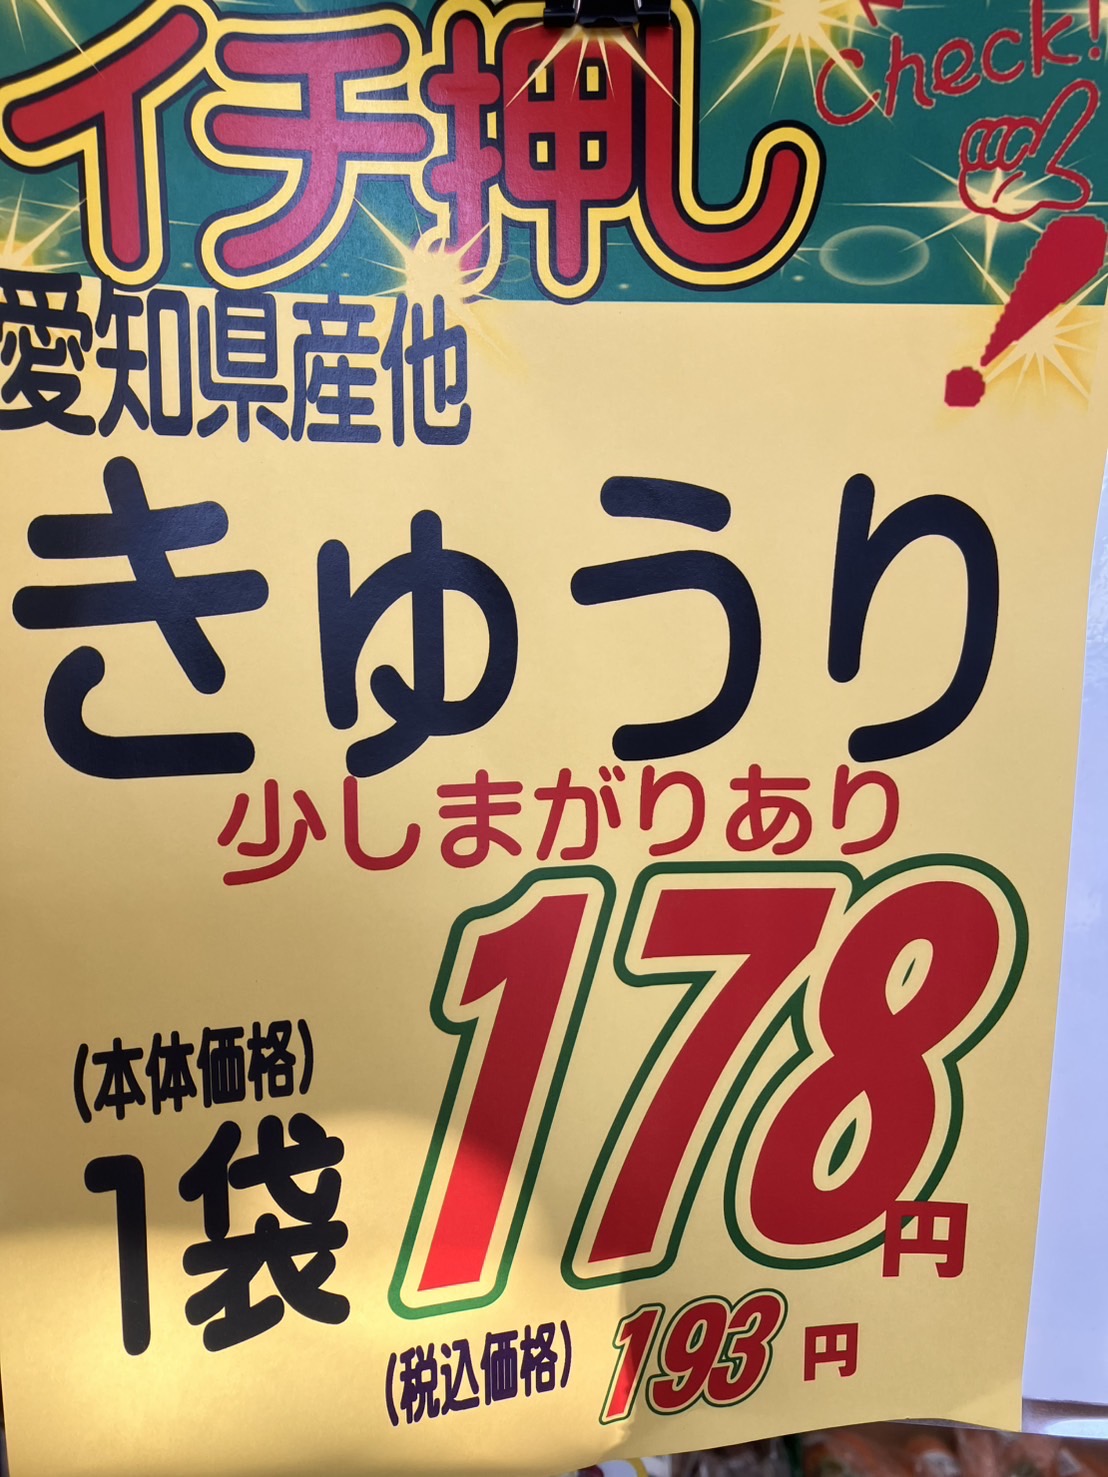 イチ押し
Check!
愛知県産他
きゅうり
少しまがりあり
(本体価格)
1袋
178円
(税込価格) 193円